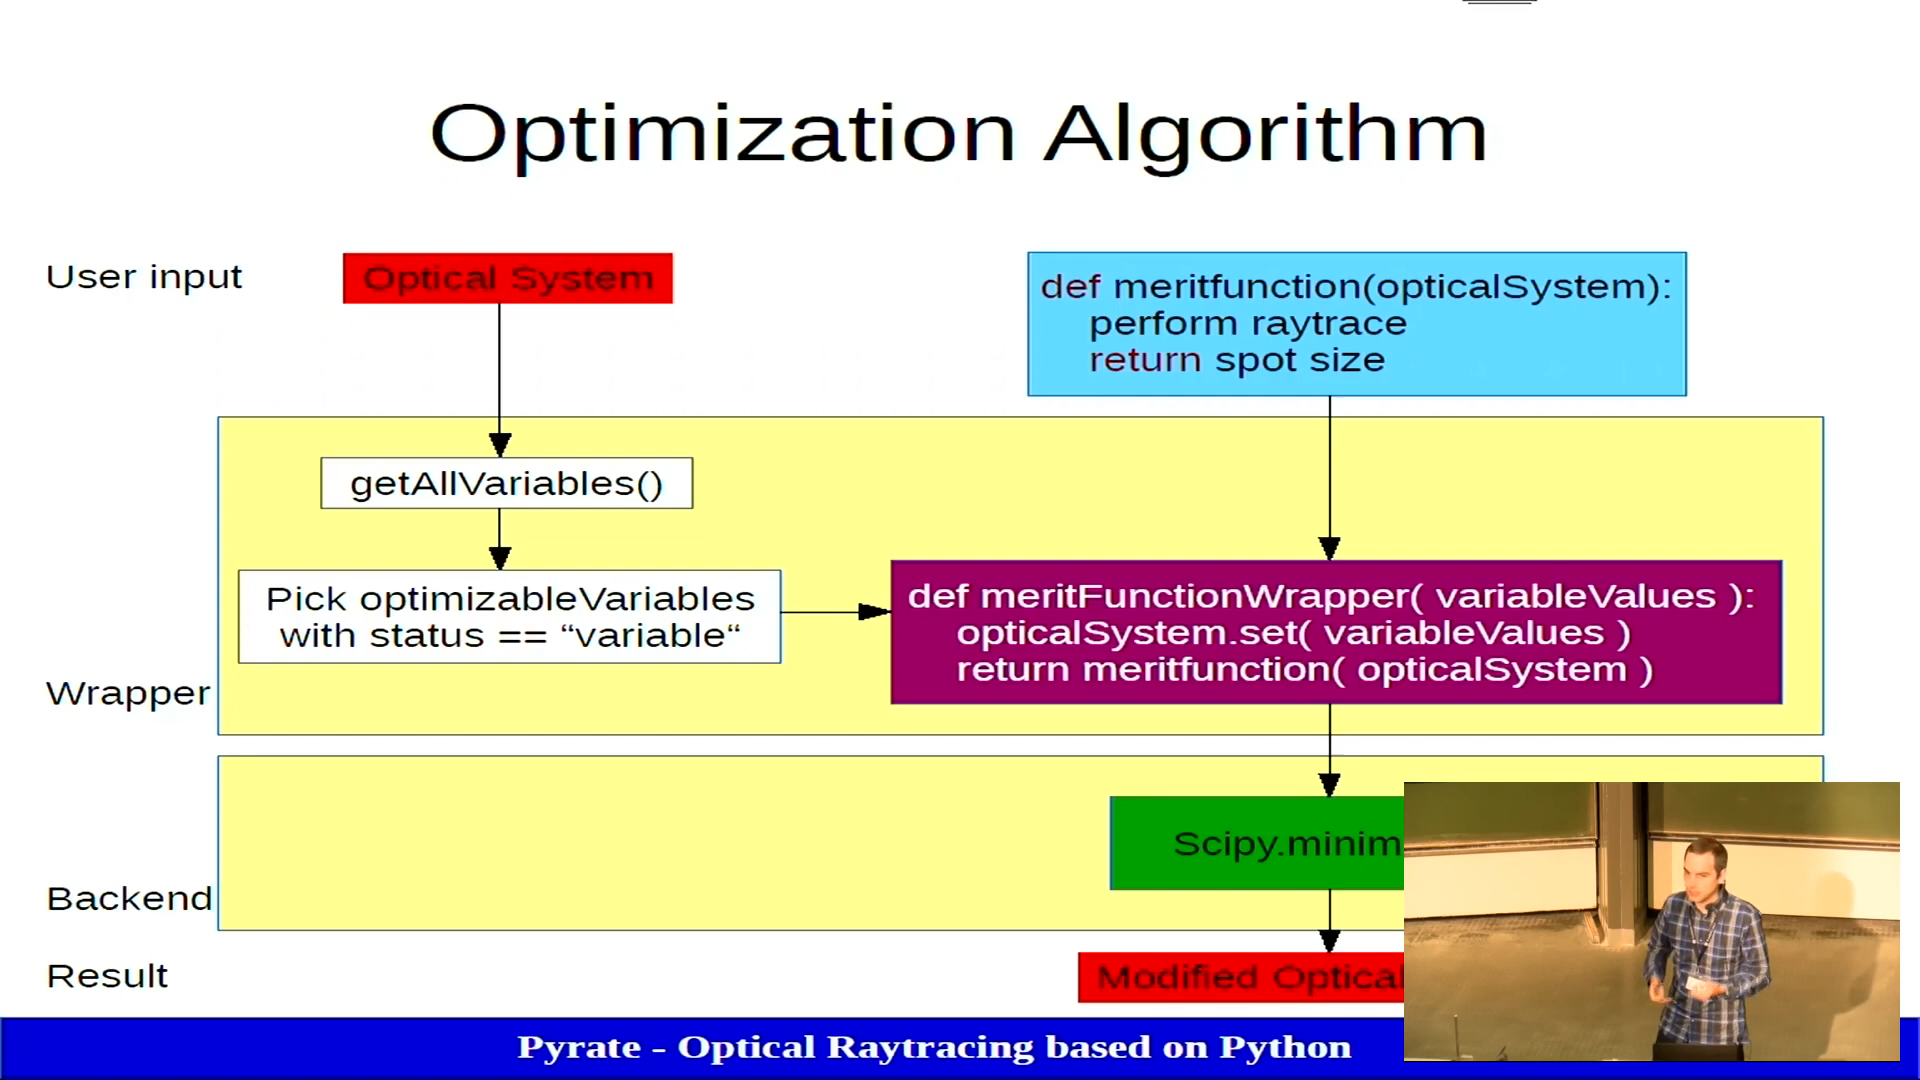 Optimization Algorithm
User input
Optical System
def meritfunction(opticalSystem):
perform raytrace
return spot size
getAllVariables()
Pick optimizableVariables
with status == “variable“
def meritFunctionWrapper( variableValues ):
opticalSystem.set( variableValues )
return meritfunction( opticalSystem )
Wrapper
Scipy.minim
Backend
Result
Modified Optical
Pyrate - Optical Raytracing based on Python